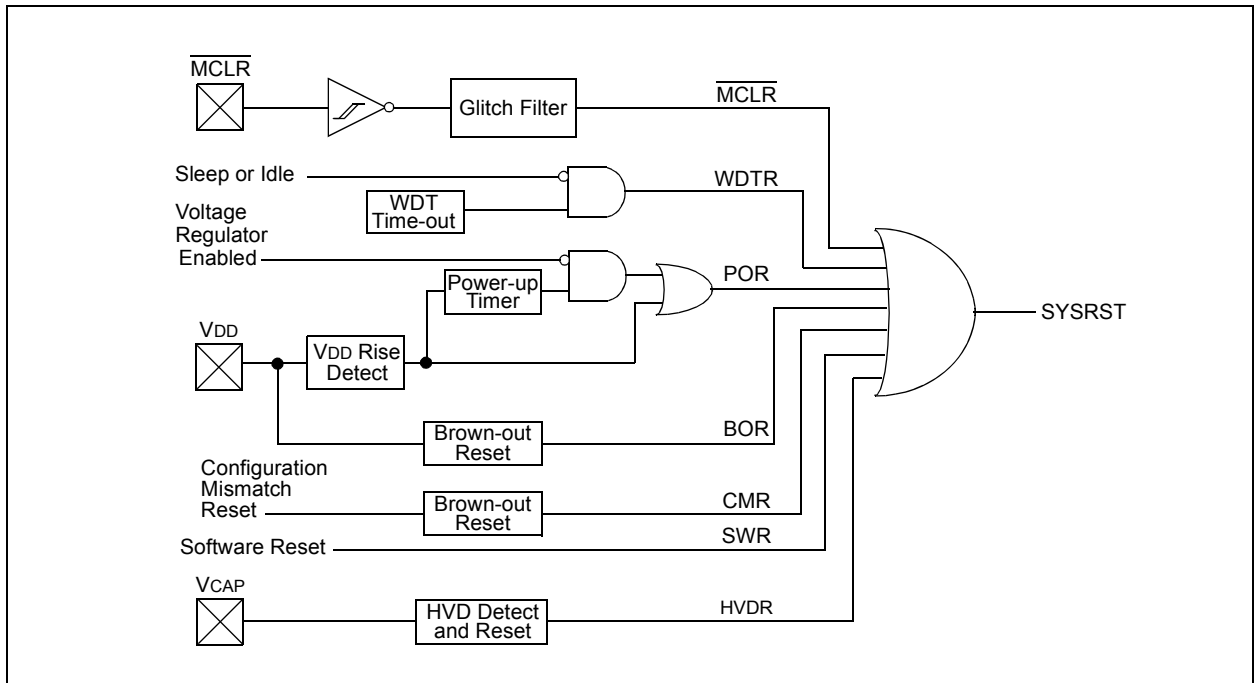 MCLR
MCLR
Glitch Filter
Sleep or Idle
WDTR
WDT
Time-out
Voltage
Regulator
Enabled
Power-up
Timer
POR
SYSRST
VDD
VDD Rise
Detect
Brown-out
Reset
BOR
Configuration
Mismatch
Reset
Brown-out
Reset
CMR
Software Reset
SWR
VCAP
HVD Detect
and Reset
HVDR